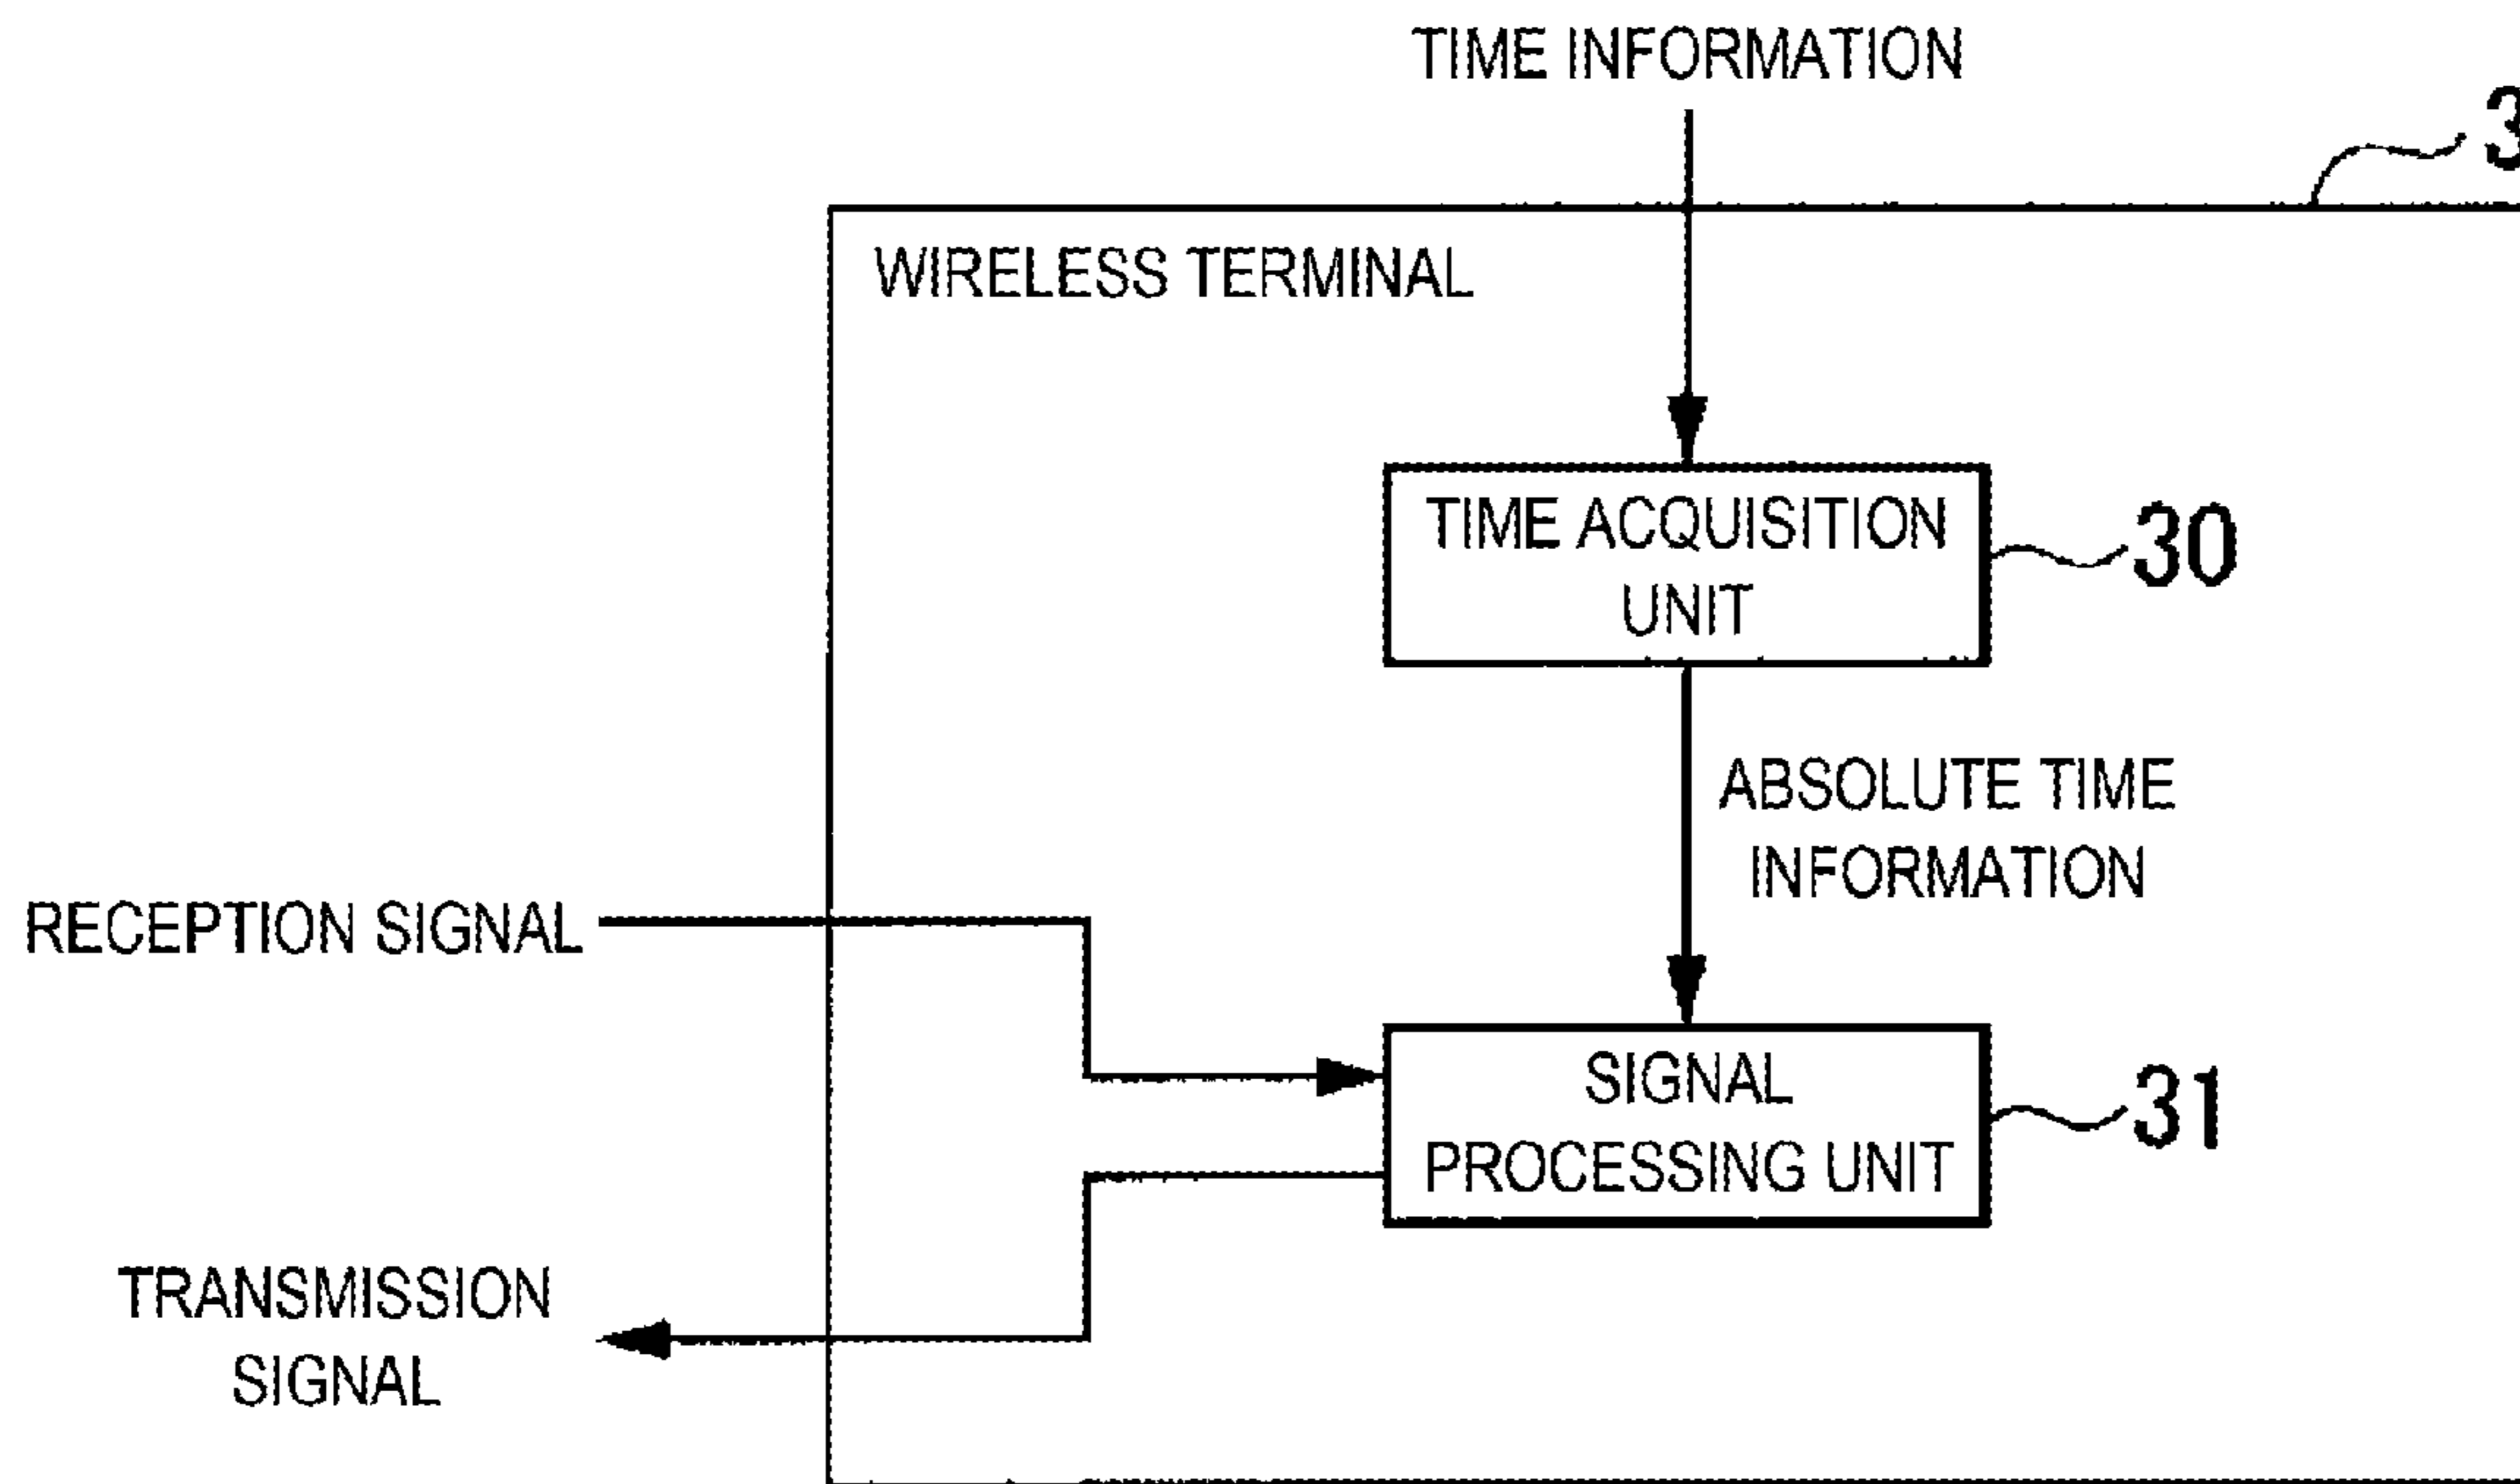 TIME INFORMATION
WIRELESS TERMINAL
TIME ACQUISITION
UNIT
30
ABSOLUTE TIME
INFORMATION
RECEPTION SIGNAL
SIGNAL
PROCESSING UNIT
31
TRANSMISSION
SIGNAL